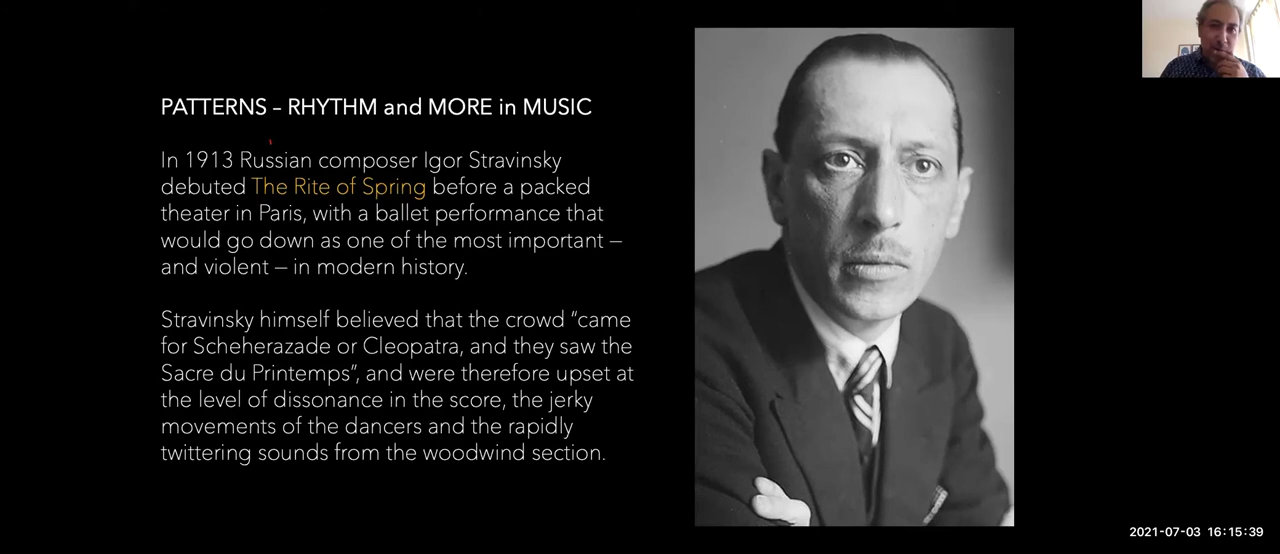 PATTERNS – RHYTHM and MORE in MUSIC
In 1913 Russian composer Igor Stravinsky
debuted The Rite of Spring before a packed
theater in Paris, with a ballet performance that
would go down as one of the most important –
and violent – in modern history.
Stravinsky himself believed that the crowd “came
for Scheherazade or Cleopatra, and they saw the
Sacre du Printemps”, and were therefore upset at
the level of dissonance in the score, the jerky
movements of the dancers and the rapidly
twittering sounds from the woodwind section.
2021-07-03 16:15:39